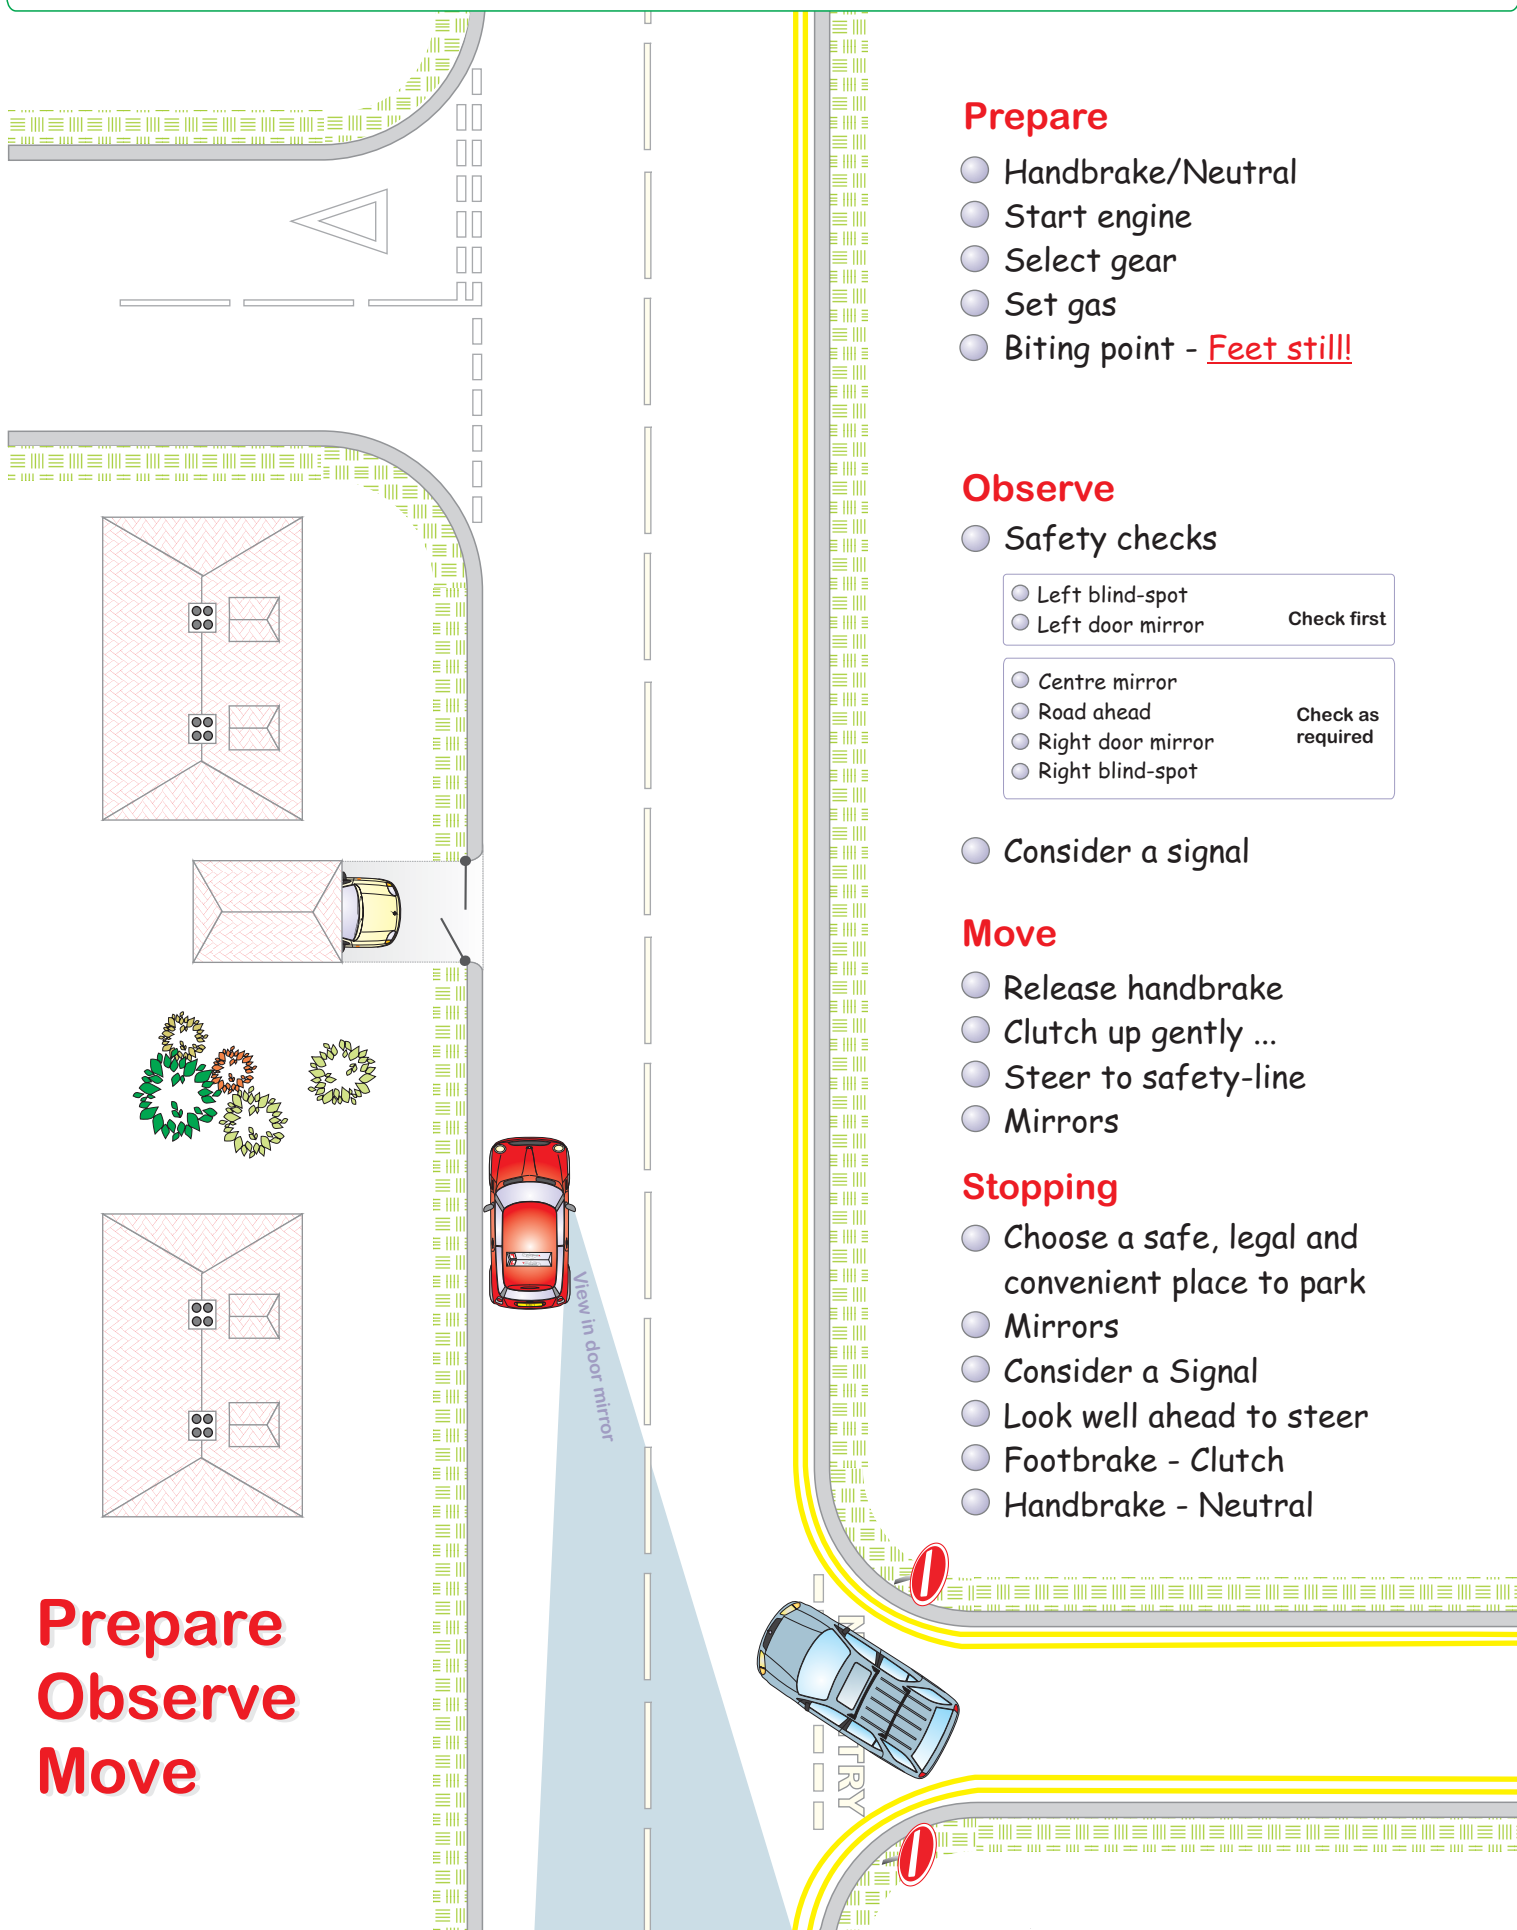 Prepare
Handbrake/Neutral
Start engine
Select gear
Set gas
Biting point - Feet still!
Observe
Safety checks
Left blind-spot
Left door mirror
Check first
Centre mirror
Road ahead
Right door mirror
Right blind-spot
Check as
required
Consider a signal
Move
Release handbrake
Clutch up gently ...
Steer to safety-line
Mirrors
Stopping
Choose a safe, legal and
convenient place to park
Mirrors
Consider a Signal
Look well ahead to steer
Footbrake - Clutch
Handbrake - Neutral
View in door mirror
Prepare
Observe
Move